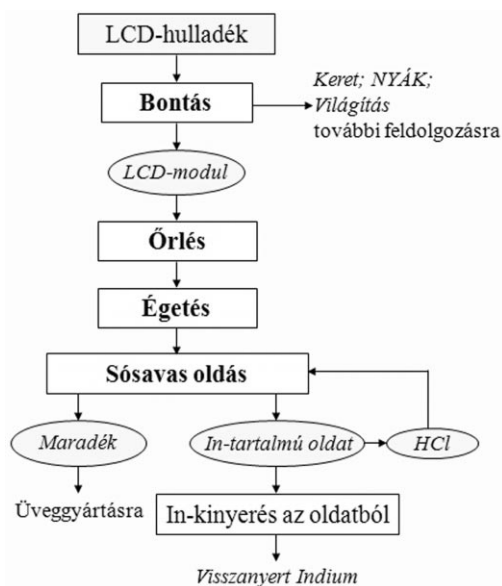 LCD-hulladék
Bontás
Keret; NYÁK;
Világítás
további feldolgozásra
LCD-modul
Őrlés
Égetés
Sósavas oldás
Maradék
In-tartalmú oldat
HCl
Üveggyártásra
In-kinyerés az oldatból
Visszanyert Indium